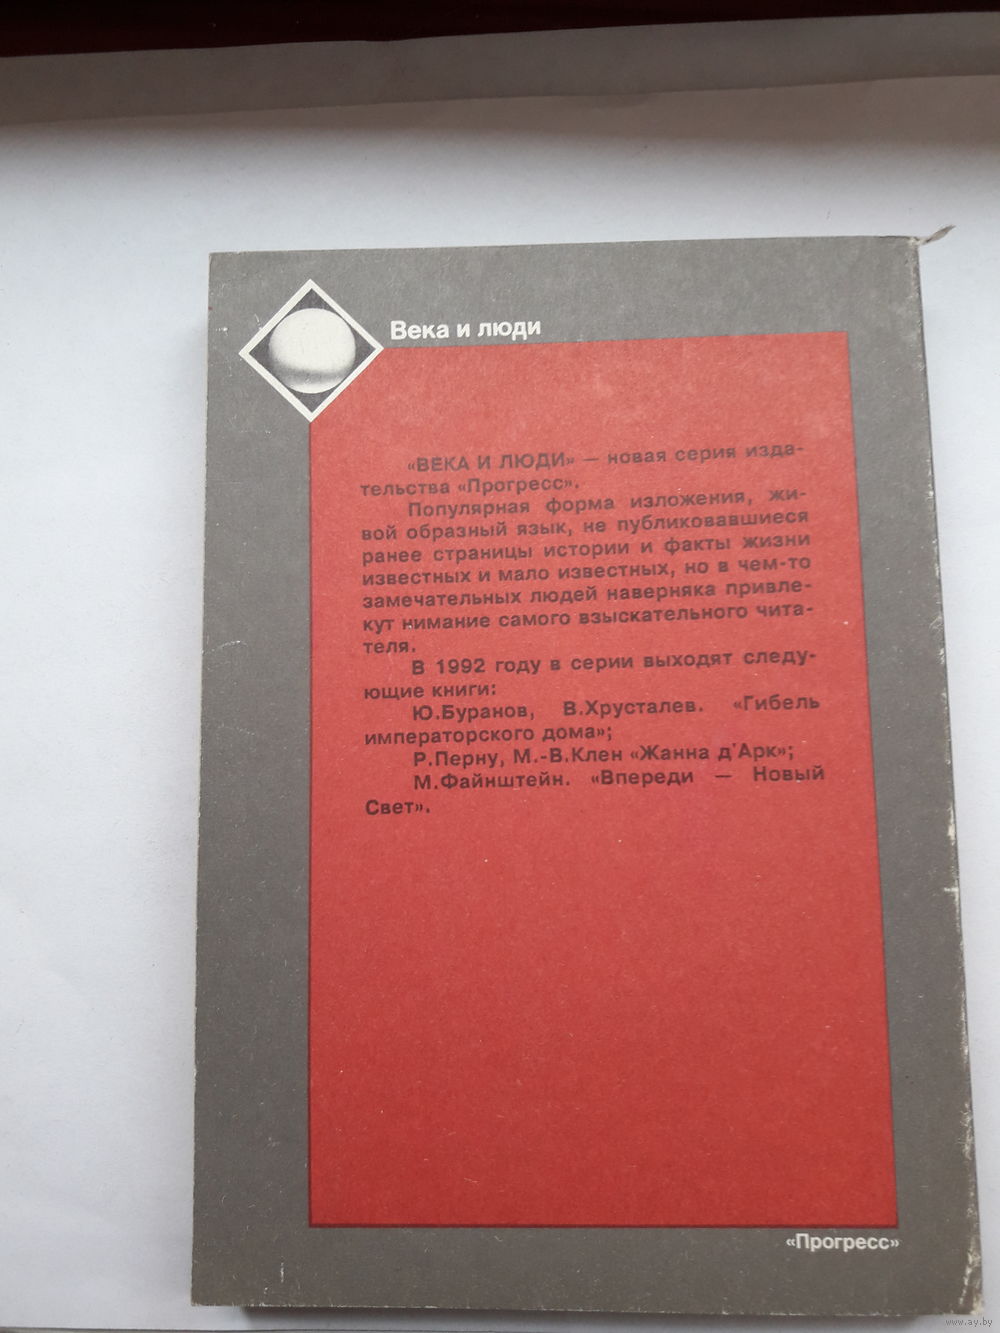 Века и люди
«ВЕКА И ЛЮДИ» — новая серия изда-
тельства «Прогресс».
Популярная форма изложения, жи-
вой образный язык, не публиковавшиеся
ранее страницы истории и факты жизни
известных и мало известных, но в чем-то
замечательных людей наверняка привле-
кут нимание самого взыскательного чита-
теля.
В 1992 году в серии выходят следу-
ющие книги:
Ю.Буранов, В.Хрусталев. «Гибель
императорского дома»;
Р.Перну, М.-В.Клен «Жанна д'Арк»;
М.Файнштейн. «Впереди — Новый
Свет».
«Прогресс»
www.ay.by